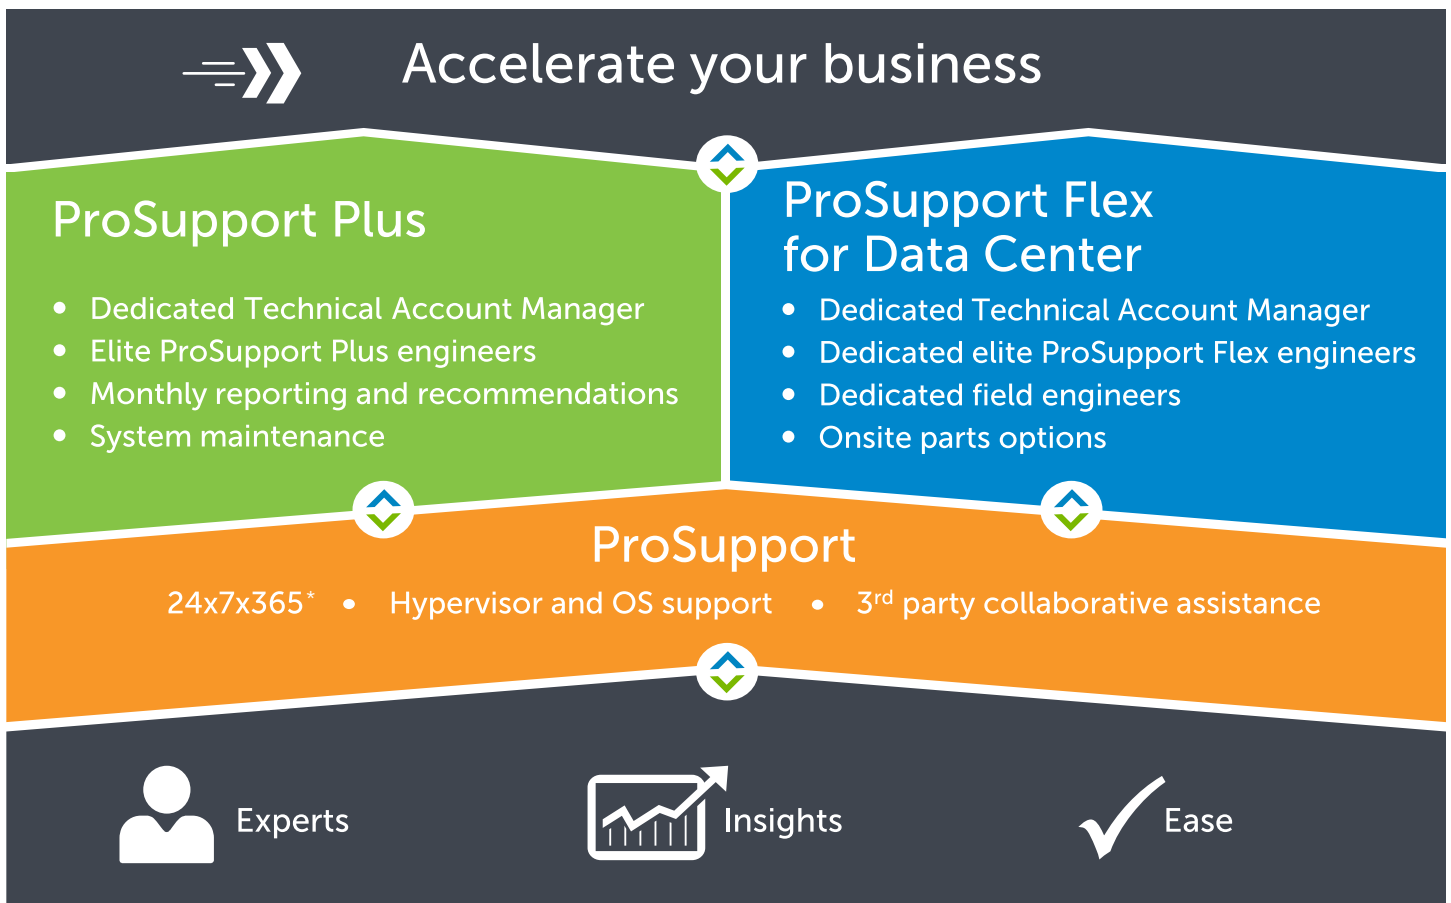 Accelerate your business
ProSupport Plus
• Dedicated Technical Account Manager
• Elite ProSupport Plus engineers
• Monthly reporting and recommendations
• System maintenance
ProSupport Flex
for Data Center
• Dedicated Technical Account Manager
• Dedicated elite ProSupport Flex engineers
• Dedicated field engineers
• Onsite parts options
ProSupport
24x7x365* • Hypervisor and OS support • 3rd party collaborative assistance
Experts
Insights
Ease